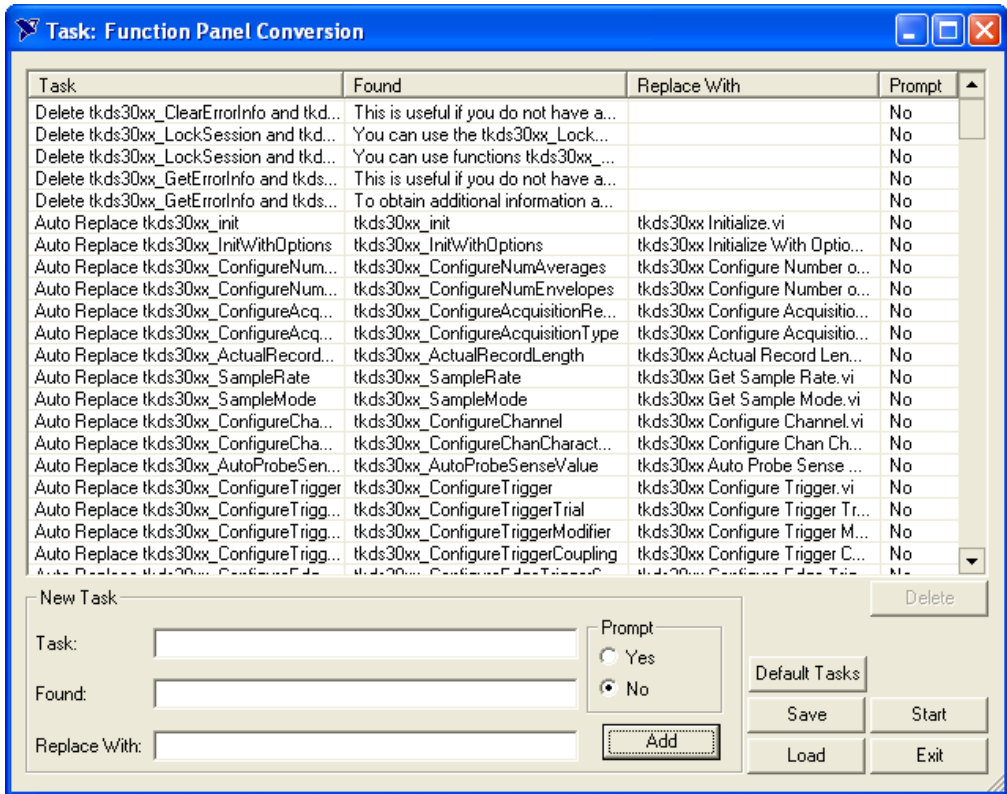 Task: Function Panel Conversion
Task Found Replace With Prompt
Delete tkds30xx_ClearErrorInfo and tkd... This is useful if you do not have a... No
Delete tkds30xx_LockSession and tkd... You can use the tkds30xx_Lock... No
Delete tkds30xx_LockSession and tkd... You can use functions tkds30xx_... No
Delete tkds30xx_GetErrorInfo and tkds... This is useful if you do not have a... No
Delete tkds30xx_GetErrorInfo and tkds... To obtain additional information a... No
Auto Replace tkds30xx_init tkds30xx_init tkds30xx Initialize.vi No
Auto Replace tkds30xx_InitWithOptions tkds30xx_InitWithOptions tkds30xx Initialize With Optio... No
Auto Replace tkds30xx_ConfigureNum... tkds30xx_ConfigureNumAverages tkds30xx Configure Number o... No
Auto Replace tkds30xx_ConfigureNum... tkds30xx_ConfigureNumEnvelopes tkds30xx Configure Number o... No
Auto Replace tkds30xx_ConfigureAcq... tkds30xx_ConfigureAcquisitionRe... tkds30xx Configure Acquisitio... No
Auto Replace tkds30xx_ConfigureAcq... tkds30xx_ConfigureAcquisitionType tkds30xx Configure Acquisitio... No
Auto Replace tkds30xx_ActualRecord... tkds30xx_ActualRecordLength tkds30xx Actual Record Len... No
Auto Replace tkds30xx_SampleRate tkds30xx_SampleRate tkds30xx Get Sample Rate.vi No
Auto Replace tkds30xx_SampleMode tkds30xx_SampleMode tkds30xx Get Sample Mode.vi No
Auto Replace tkds30xx_ConfigureCha... tkds30xx_ConfigureChannel tkds30xx Configure Channel.vi No
Auto Replace tkds30xx_ConfigureCha... tkds30xx_ConfigureChanCharact... tkds30xx Configure Chan Ch... No
Auto Replace tkds30xx_AutoProbeSen... tkds30xx_AutoProbeSenseValue tkds30xx Auto Probe Sense ... No
Auto Replace tkds30xx_ConfigureTrigger tkds30xx_ConfigureTrigger tkds30xx Configure Trigger.vi No
Auto Replace tkds30xx_ConfigureTrigg... tkds30xx_ConfigureTriggerTrial tkds30xx Configure Trigger Tr... No
Auto Replace tkds30xx_ConfigureTrigg... tkds30xx_ConfigureTriggerModifier tkds30xx Configure Trigger M... No
Auto Replace tkds30xx_ConfigureTrigg... tkds30xx_ConfigureTriggerCoupling tkds30xx Configure Trigger C... No
New Task
Delete
Task:
Prompt
Yes
No
Found:
Default Tasks
Save Start
Replace With:
Add
Load Exit